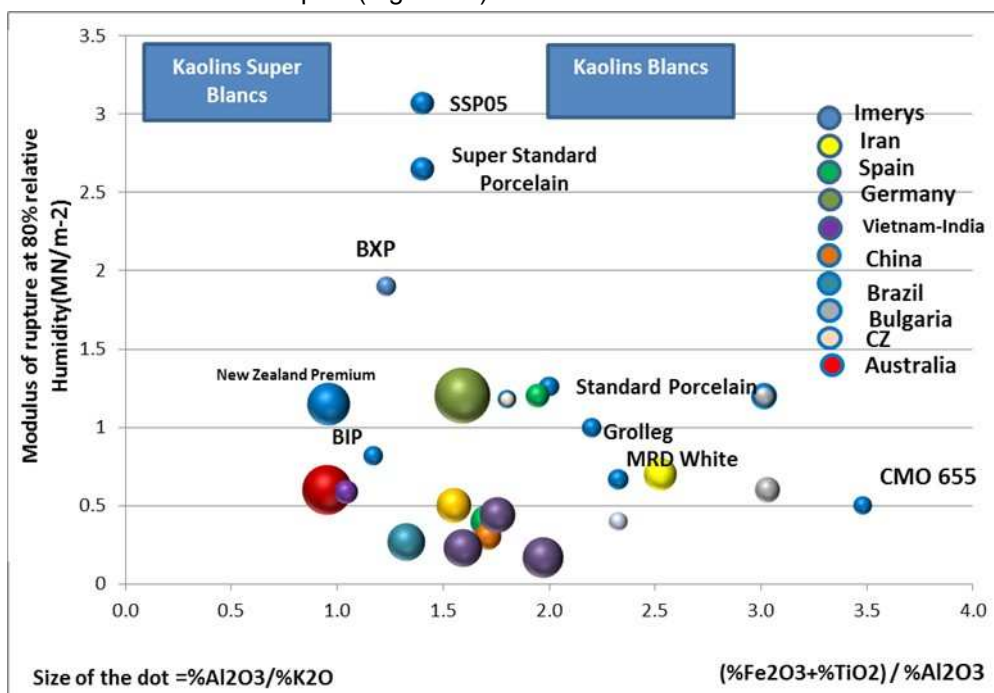 3.5
3
2.5
2
1.5
1
0.5
0
Modulus of rupture at 80% relative
Humidity(MN/m-2)
Kaolins Super
Blancs
Kaolins Blancs
SSP05
Super Standard
Porcelain
BXP
New Zealand Premium
BIP
Standard Porcelain
Grolleg
MRD White
CMO 655
Imerys
Iran
Spain
Germany
Vietnam-India
China
Brazil
Bulgaria
CZ
Australia
0.0 0.5 1.0 1.5 2.0 2.5 3.0 3.5 4.0
Size of the dot =%Al2O3/%K2O
(%Fe2O3+%TiO2) / %Al2O3